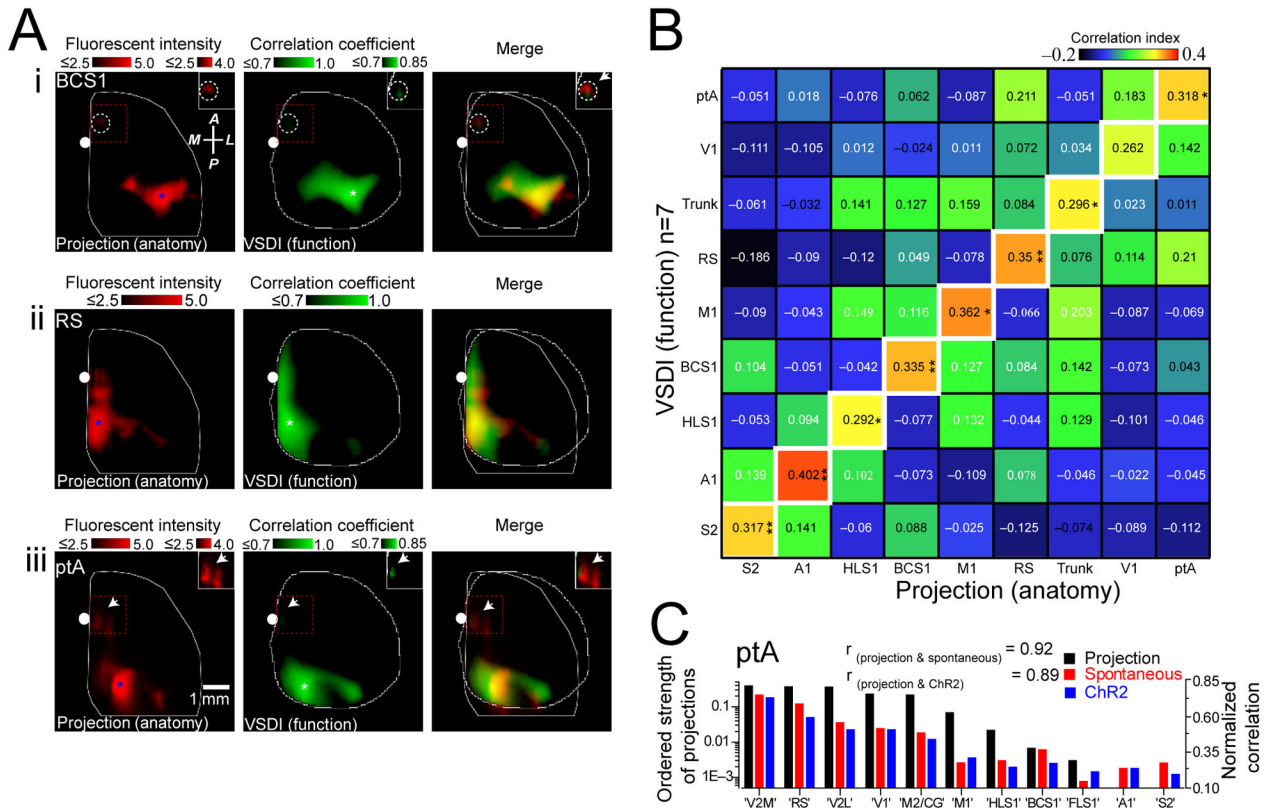 A
Fluorescent intensity
Correlation coefficient
Merge
≤2.5 5.0 ≤2.5 4.0
≤0.7 1.0 ≤0.7 0.85
i
BCS1
A
M L
P
Projection (anatomy)
VSDI (function)
Fluorescent intensity
Correlation coefficient
Merge
≤2.5 5.0
≤0.7 1.0
ii
RS
Projection (anatomy)
VSDI (function)
Fluorescent intensity
Correlation coefficient
Merge
≤2.5 5.0 ≤2.5 4.0
≤0.7 1.0 ≤0.7 0.85
iii
ptA
1 mm
Projection (anatomy)
VSDI (function)
B
Correlation index
−0.2 0.4
VSDI (function) n=7
ptA −0.051 0.018 −0.076 0.062 −0.087 0.211 −0.051 0.183 0.318 *
V1 −0.111 −0.105 0.012 −0.024 0.011 0.072 0.034 0.262 0.142
Trunk −0.061 −0.032 0.141 0.127 0.159 0.084 0.296 * 0.023 0.011
RS −0.186 −0.09 −0.12 0.049 −0.078 0.35 ** 0.076 0.114 0.21
M1 −0.09 −0.043 0.149 0.116 0.362 * −0.066 0.203 −0.087 −0.069
BCS1 0.104 −0.051 −0.042 0.335 ** 0.127 0.084 0.142 −0.073 0.043
HLS1 −0.053 0.094 0.292 * −0.077 0.132 −0.044 0.129 −0.101 −0.046
A1 0.139 0.402 ** 0.102 −0.073 −0.109 0.078 −0.046 −0.022 −0.045
S2 0.317 ** 0.141 −0.06 0.088 −0.025 −0.125 −0.074 −0.089 −0.112
S2 A1 HLS1 BCS1 M1 RS Trunk V1 ptA
Projection (anatomy)
C
ptA
r (projection & spontaneous) = 0.92
r (projection & ChR2) = 0.89
Projection
Spontaneous
ChR2
Ordered strength
of projections
0.1
0.01
1E−3
0.85
0.60
0.35
0.10
Normalized
correlation
'V2M' 'RS' 'V2L' 'V1' 'M2/CG' 'M1' 'HLS1' 'BCS1' 'FLS1' 'A1' 'S2'